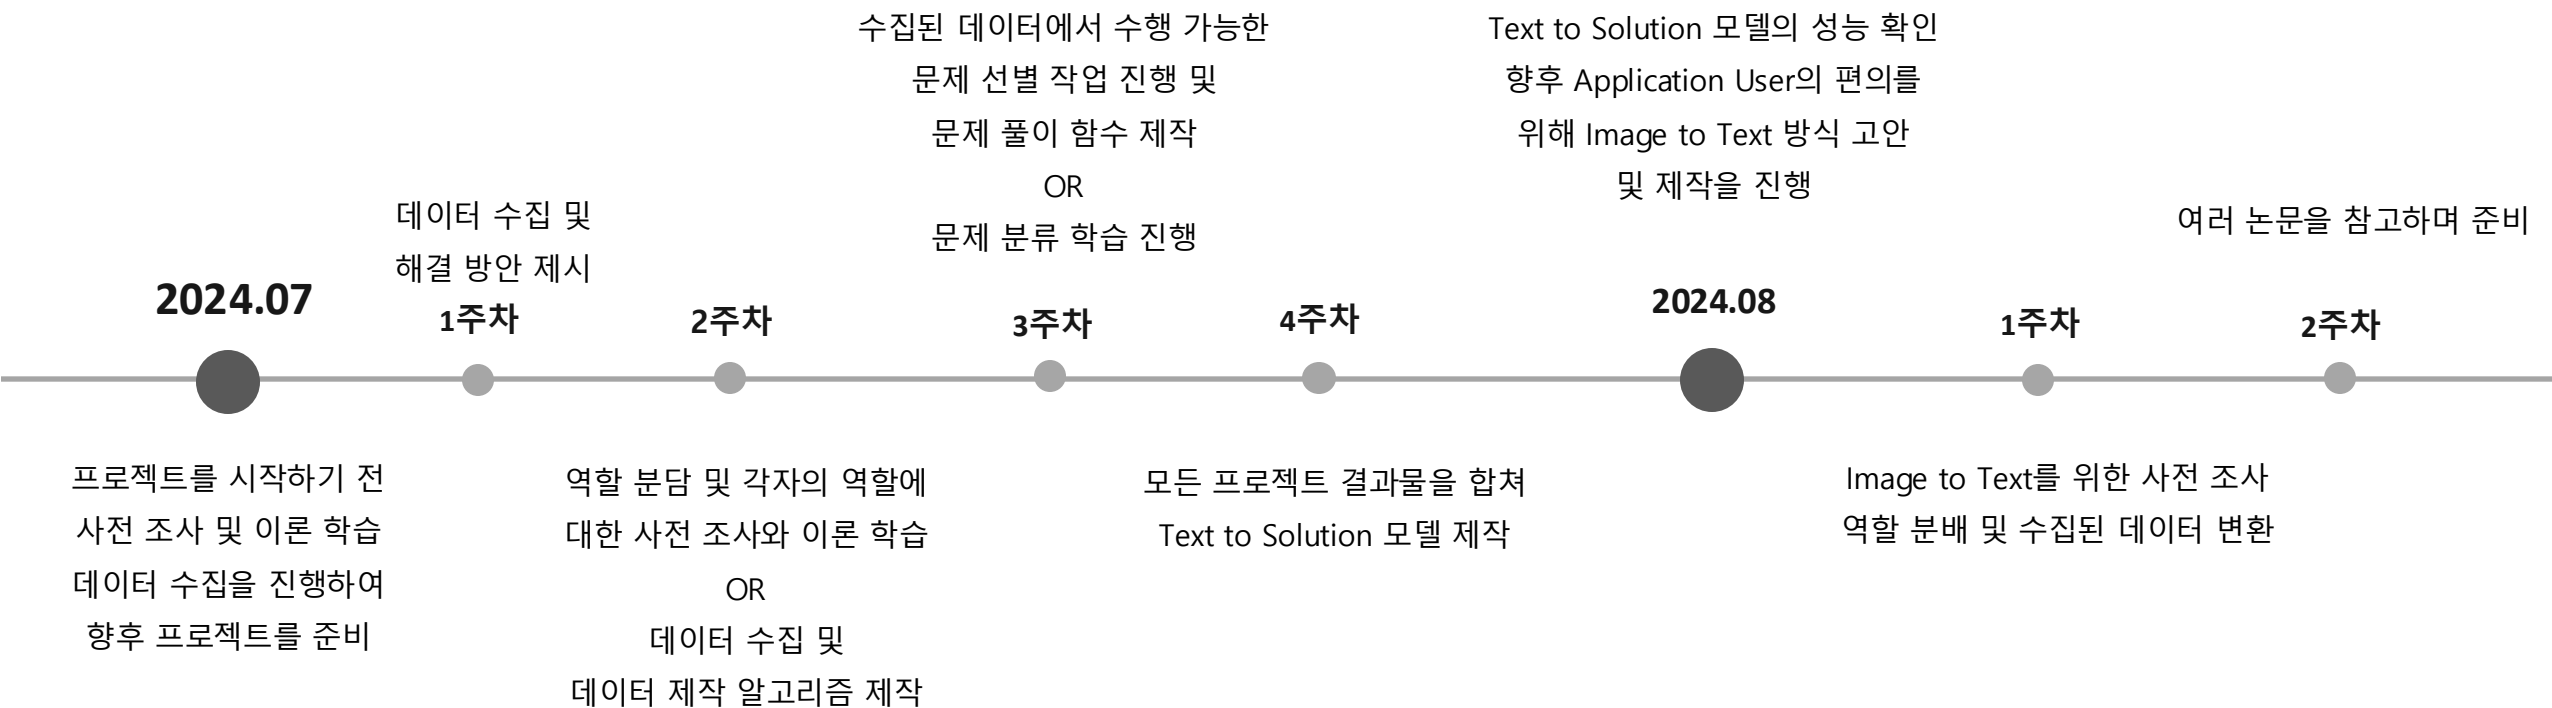 2024.07
프로젝트를 시작하기 전
사전 조사 및 이론 학습
데이터 수집을 진행하여
향후 프로젝트를 준비
데이터 수집 및
해결 방안 제시
1주차
2주차
역할 분담 및 각자의 역할에
대한 사전 조사와 이론 학습
OR
데이터 수집 및
데이터 제작 알고리즘 제작
수집된 데이터에서 수행 가능한
문제 선별 작업 진행 및
문제 풀이 함수 제작
OR
문제 분류 학습 진행
3주차
4주차
모든 프로젝트 결과물을 합쳐
Text to Solution 모델 제작
Text to Solution 모델의 성능 확인
향후 Application User의 편의를
위해 Image to Text 방식 고안
및 제작을 진행
2024.08
1주차
Image to Text를 위한 사전 조사
역할 분배 및 수집된 데이터 변환
여러 논문을 참고하며 준비
2주차